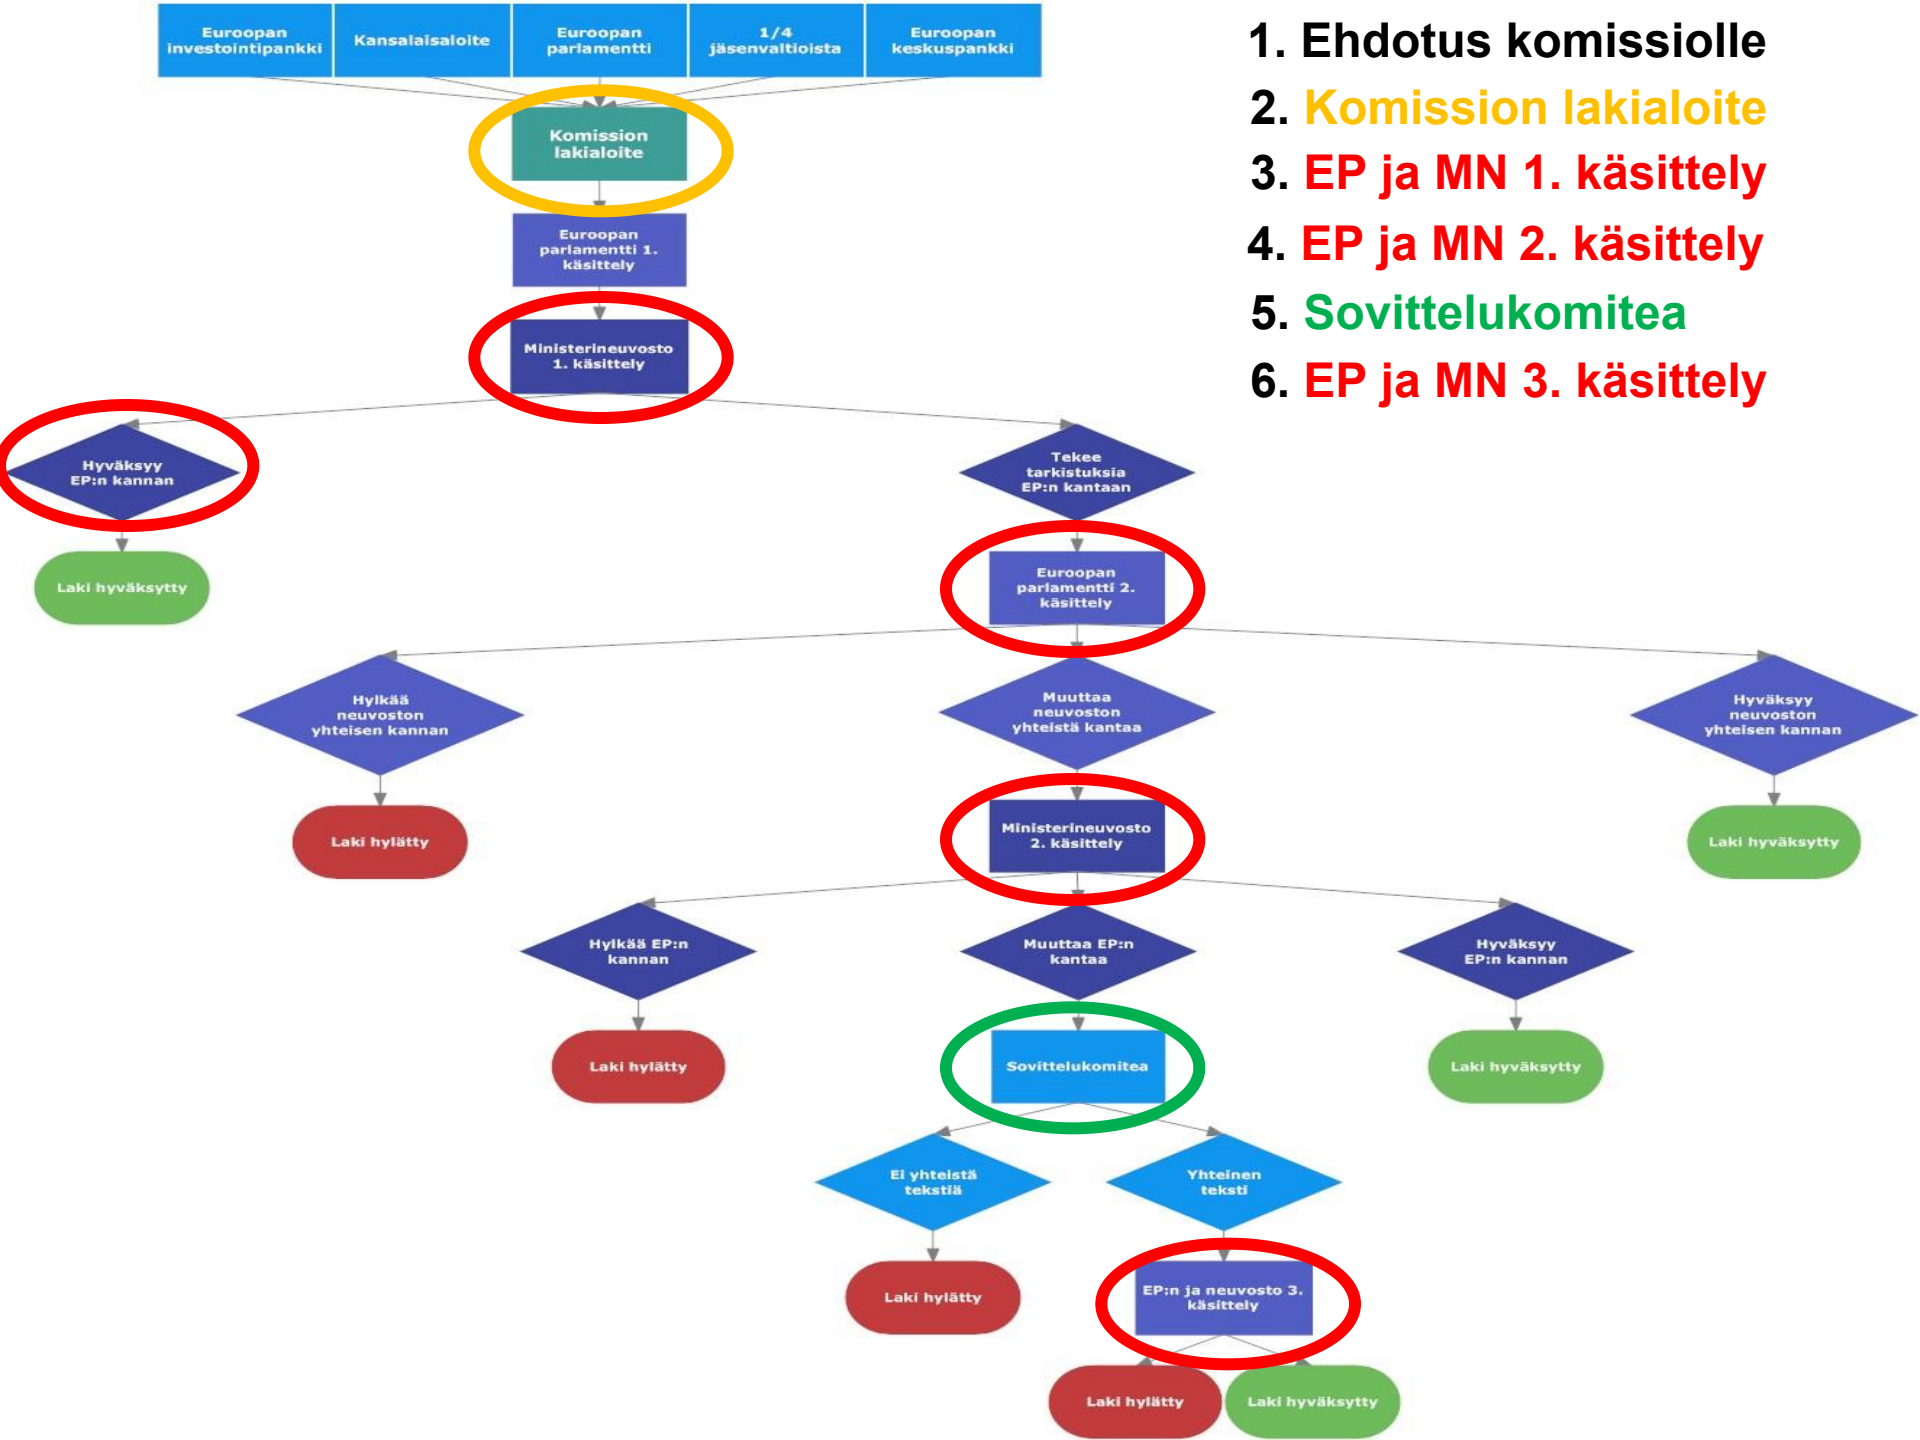 Euroopan
investointipankki
Kansalaisaloite
Euroopan
parlamentti
1/4
jäsenvaltioista
Euroopan
keskuspankki
1. Ehdotus komissiolle
2. Komission lakialoite
3. EP ja MN 1. käsittely
4. EP ja MN 2. käsittely
5. Sovittelukomitea
6. EP ja MN 3. käsittely
Komission
lakialoite
Euroopan
parlamentti 1.
käsittely
Ministerineuvosto
1. käsittely
Hyväksyy
EP:n kannan
Tekee
tarkistuksia
EP:n kantaan
Laki hyväksytty
Euroopan
parlamentti 2.
käsittely
Hylkää
neuvoston
yhteisen kannan
Muuttaa
neuvoston
yhteistä kantaa
Hyväksyy
neuvoston
yhteisen kannan
Laki hylätty
Ministerineuvosto
2. käsittely
Laki hyväksytty
Hylkää EP:n
kannan
Muuttaa EP:n
kantaa
Hyväksyy
EP:n kannan
Laki hylätty
Sovittelukomitea
Laki hyväksytty
Ei yhteistä
tekstiä
Yhteinen
teksti
Laki hylätty
EP:n ja neuvosto 3.
käsittely
Laki hylätty
Laki hyväksytty